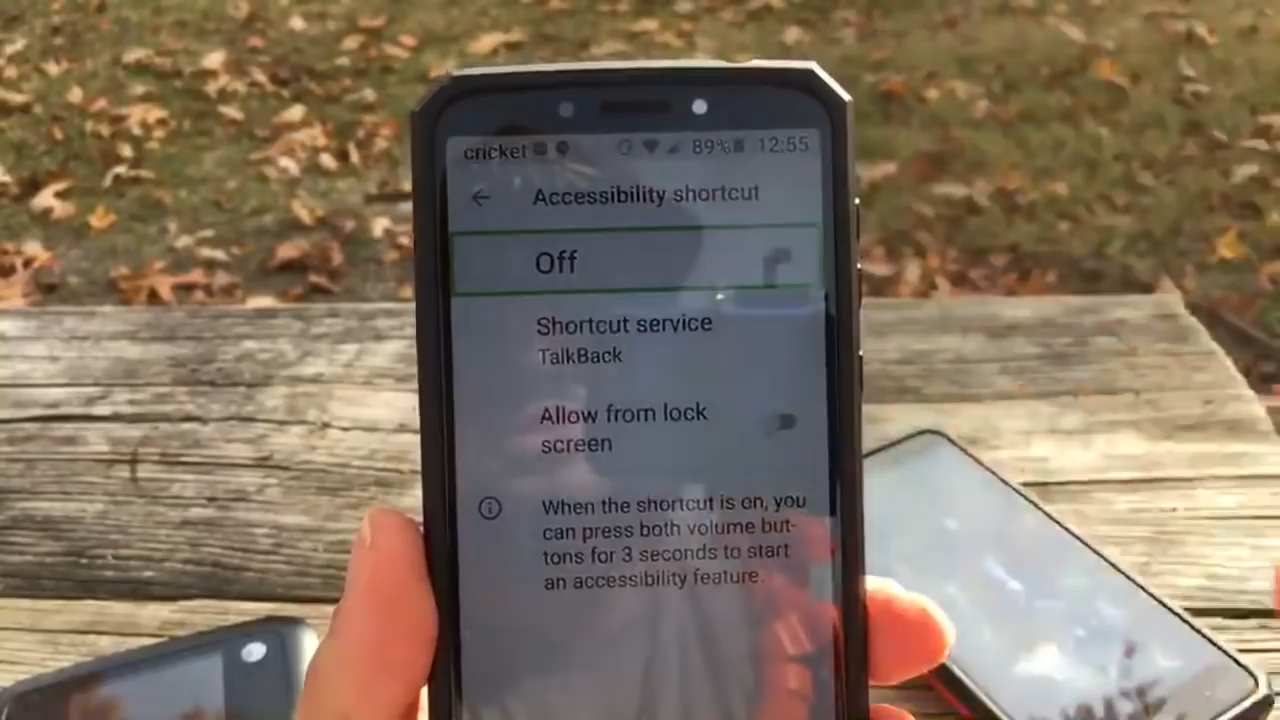 cricket 89% 12:55
Accessibility shortcut
Off
Shortcut service
TalkBack
Allow from lock
screen
When the shortcut is on, you
can press both volume but-
tons for 3 seconds to start
an accessibility feature.